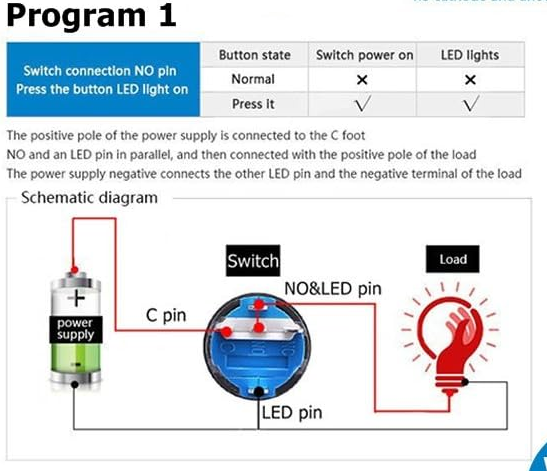 Program 1
Switch connection NO pin
Press the button LED light on
Button state Switch power on LED lights
Normal × ×
Press it √ √
The positive pole of the power supply is connected to the C foot
NO and an LED pin in parallel, and then connected with the positive pole of the load
The power supply negative connects the other LED pin and the negative terminal of the load
Schematic diagram
Switch
Load
NO&LED pin
C pin
+
power
supply
LED pin